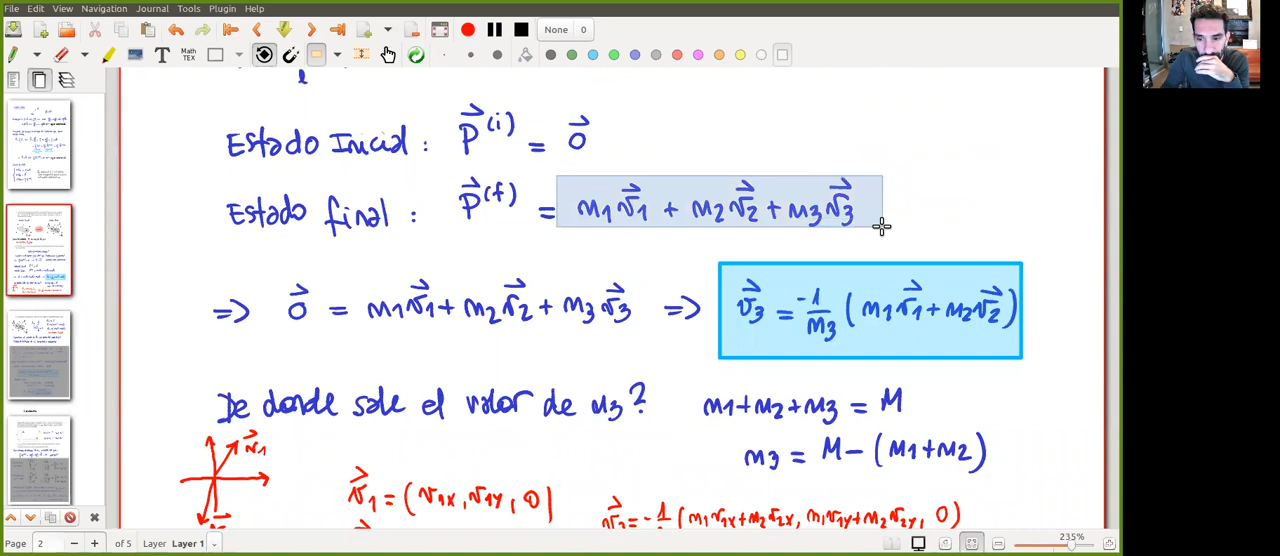 File Edit View Navigation Journal Tools Plugin Help
Math TEX T None 0
Estado Inicial : P⃗⁽ⁱ⁾ = 0⃗
Estado final : P⃗⁽ᶠ⁾ = m1v⃗1 + m2v⃗2 + m3v⃗3
=> 0⃗ = m1v⃗1 + m2v⃗2 + m3v⃗3 => v⃗3 = -1/m3 (m1v⃗1 + m2v⃗2)
De donde sale el valor de m3? m1+m2+m3 = M
m3 = M - (m1+m2)
v⃗1
v⃗1 = (v1x, v1y, 0)
(m1v1x+m2v2x, m1v1y+m2v2y, 0)
Page 2 of 5 Layer Layer 1 235%